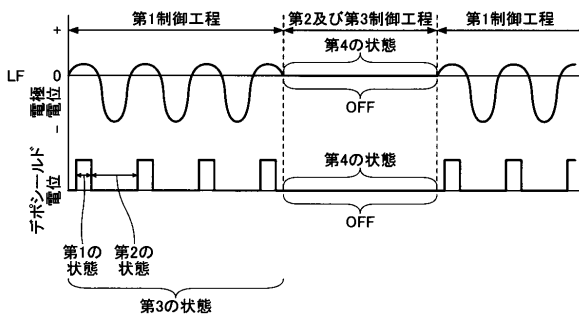 第1制御工程
第2及び第3制御工程
第1制御工程
+
LF
0
-
電極
電位
第4の状態
OFF
デポシールド
電位
第4の状態
OFF
第1の
状態
第2の
状態
第3の状態